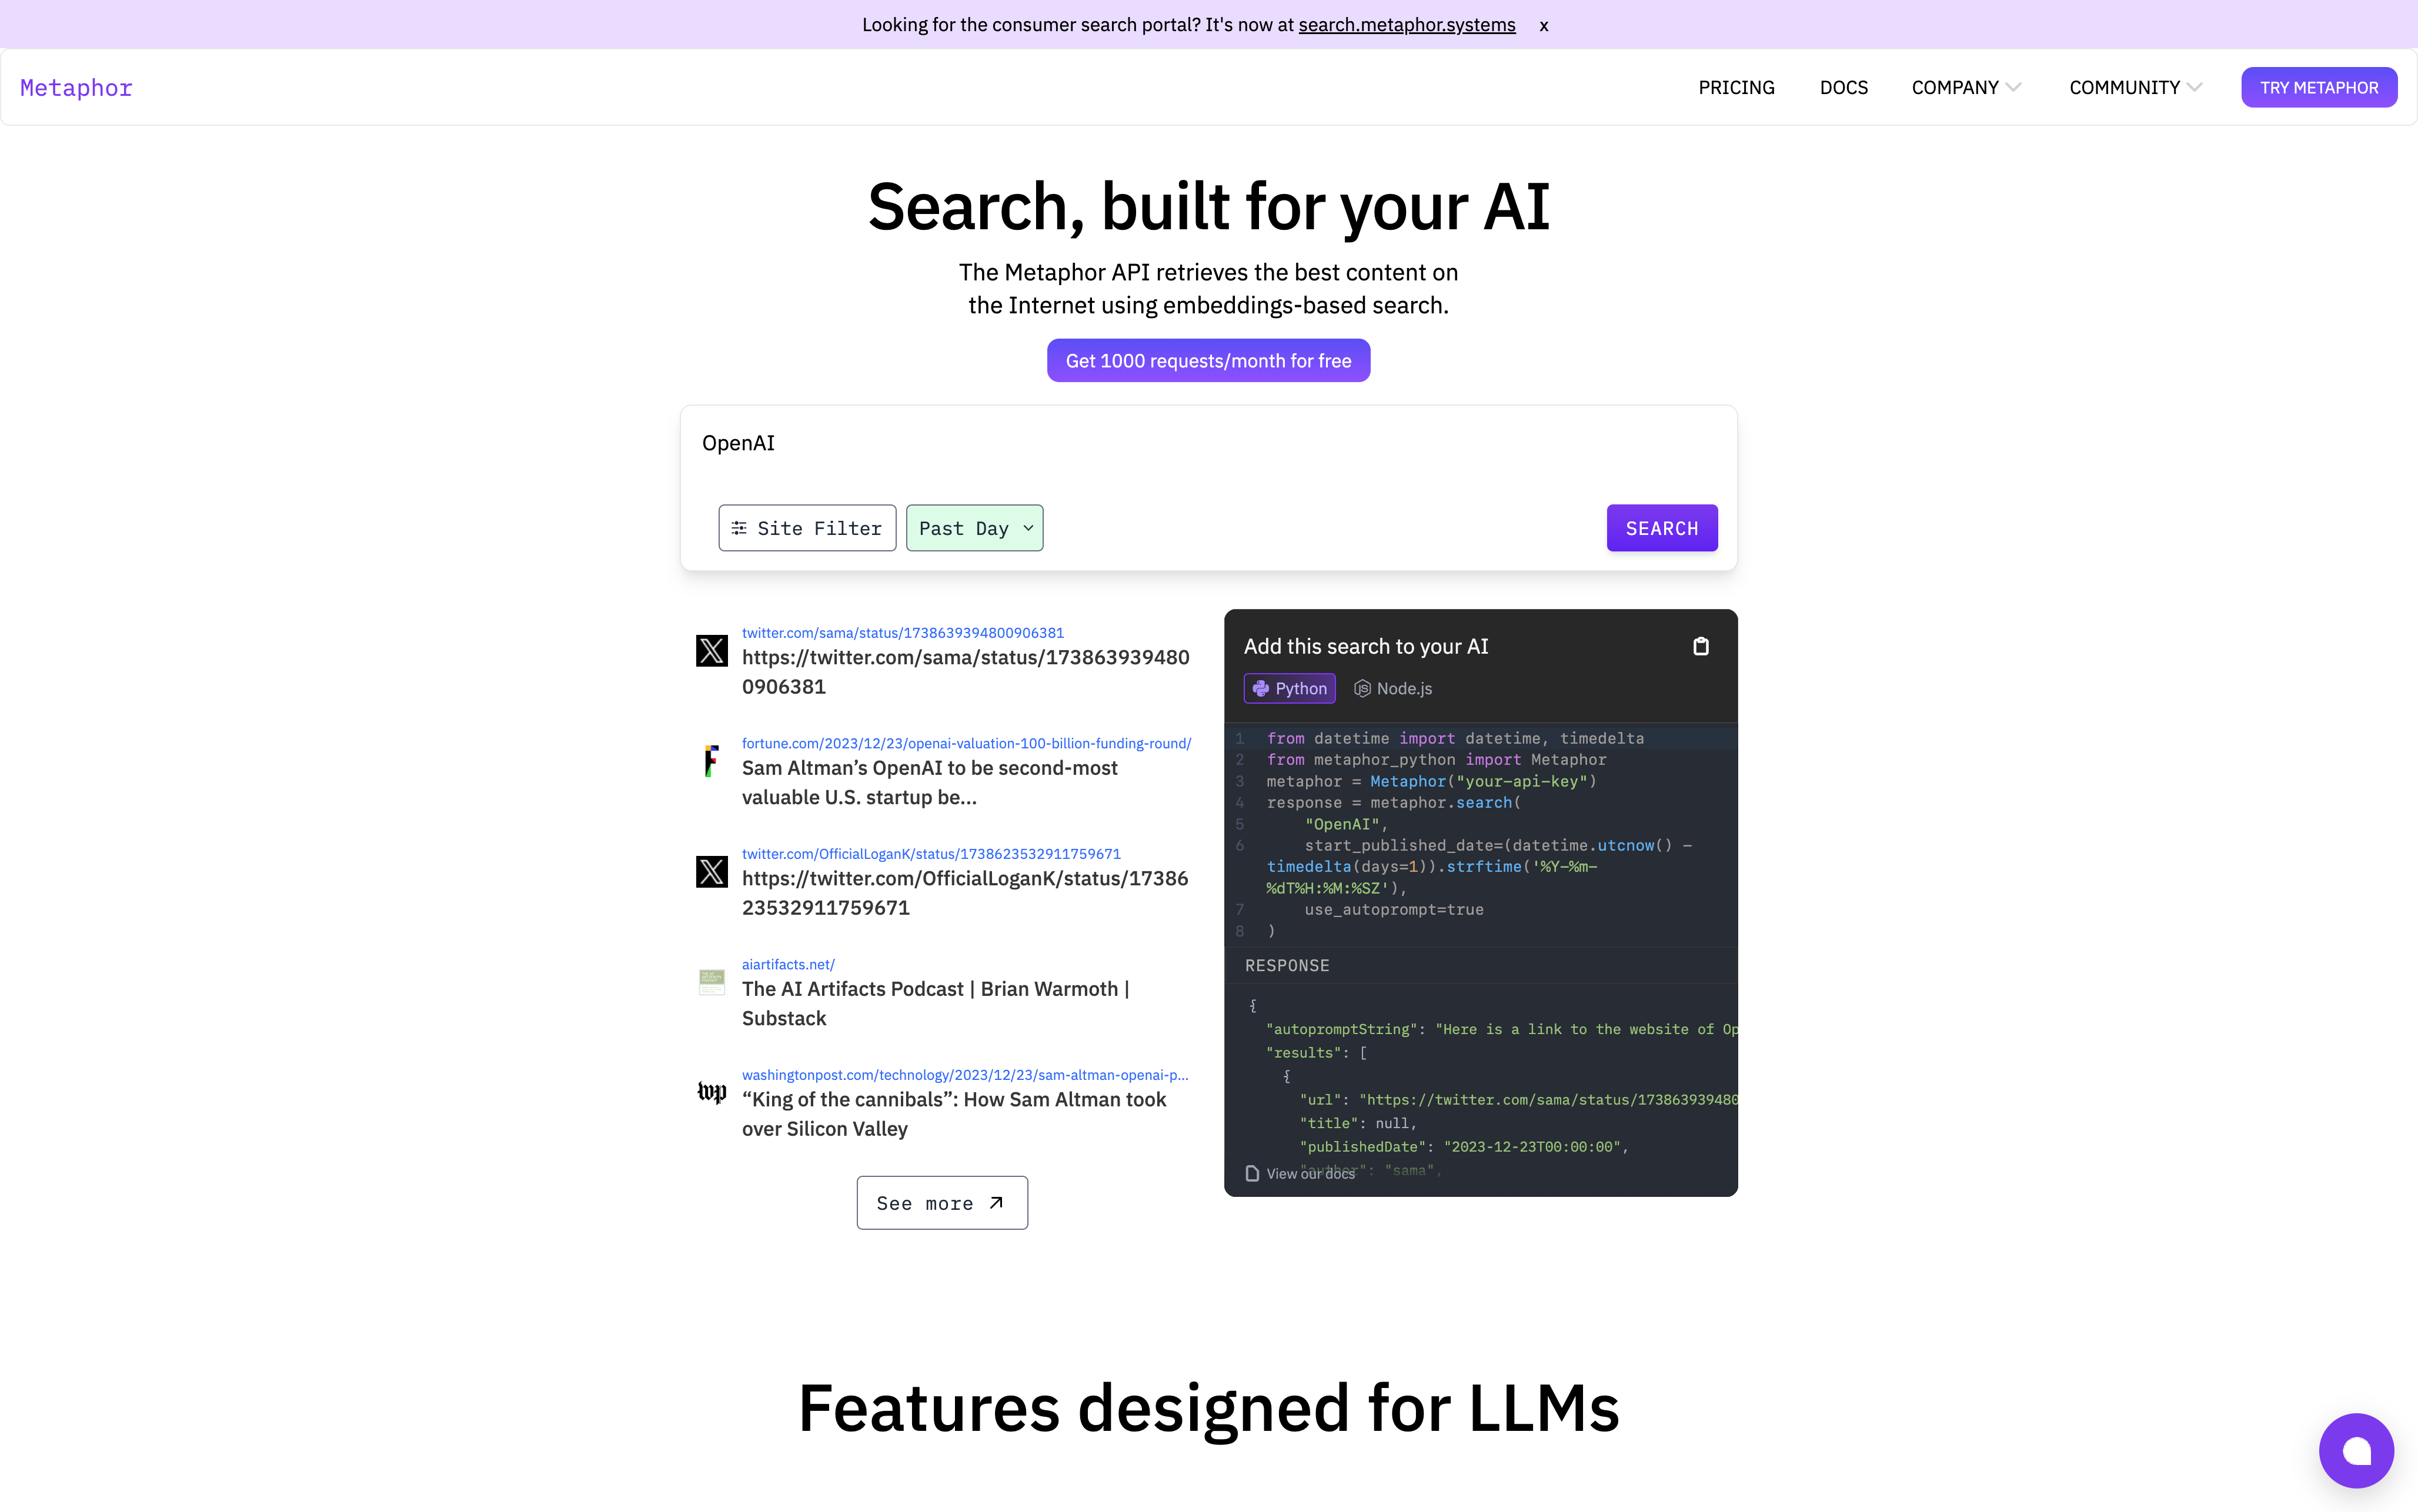 Looking for the consumer search portal? It's now at search.metaphor.systems x
Metaphor
PRICING
DOCS
COMPANY
COMMUNITY
TRY METAPHOR
Search, built for your AI
The Metaphor API retrieves the best content on
the Internet using embeddings-based search.
Get 1000 requests/month for free
OpenAI
Site Filter
Past Day
SEARCH
twitter.com/sama/status/1738639394800906381
https://twitter.com/sama/status/173863939480
0906381
fortune.com/2023/12/23/openai-valuation-100-billion-funding-round/
Sam Altman’s OpenAI to be second-most
valuable U.S. startup be...
twitter.com/OfficialLoganK/status/1738623532911759671
https://twitter.com/OfficialLoganK/status/17386
23532911759671
aiartifacts.net/
The AI Artifacts Podcast | Brian Warmoth |
Substack
wp
washingtonpost.com/technology/2023/12/23/sam-altman-openai-p...
“King of the cannibals”: How Sam Altman took
over Silicon Valley
See more
Add this search to your AI
Python
Node.js
1 from datetime import datetime, timedelta
2 from metaphor_python import Metaphor
3 metaphor = Metaphor("your-api-key")
4 response = metaphor.search(
5 "OpenAI",
6 start_published_date=(datetime.utcnow() -
timedelta(days=1)).strftime('%Y-%m-
%dT%H:%M:%SZ'),
7 use_autoprompt=true
8 )
RESPONSE
{
"autopromptString": "Here is a link to the website of Op
"results": [
{
"url": "https://twitter.com/sama/status/173863939480
"title": null,
"publishedDate": "2023-12-23T00:00:00",
"author": "sama",
View our docs
Features designed for LLMs